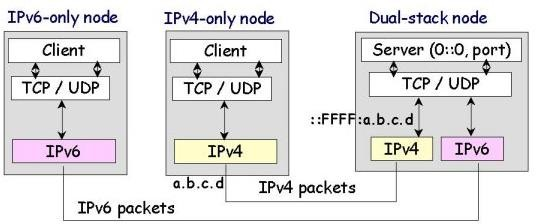 IPv6-only node
Client
TCP / UDP
IPv6
IPv4-only node
Client
TCP / UDP
IPv4
a.b.c.d
Dual-stack node
Server (0::0, port)
TCP / UDP
::FFFF:a.b.c.d
IPv4
IPv6
IPv4 packets
IPv6 packets